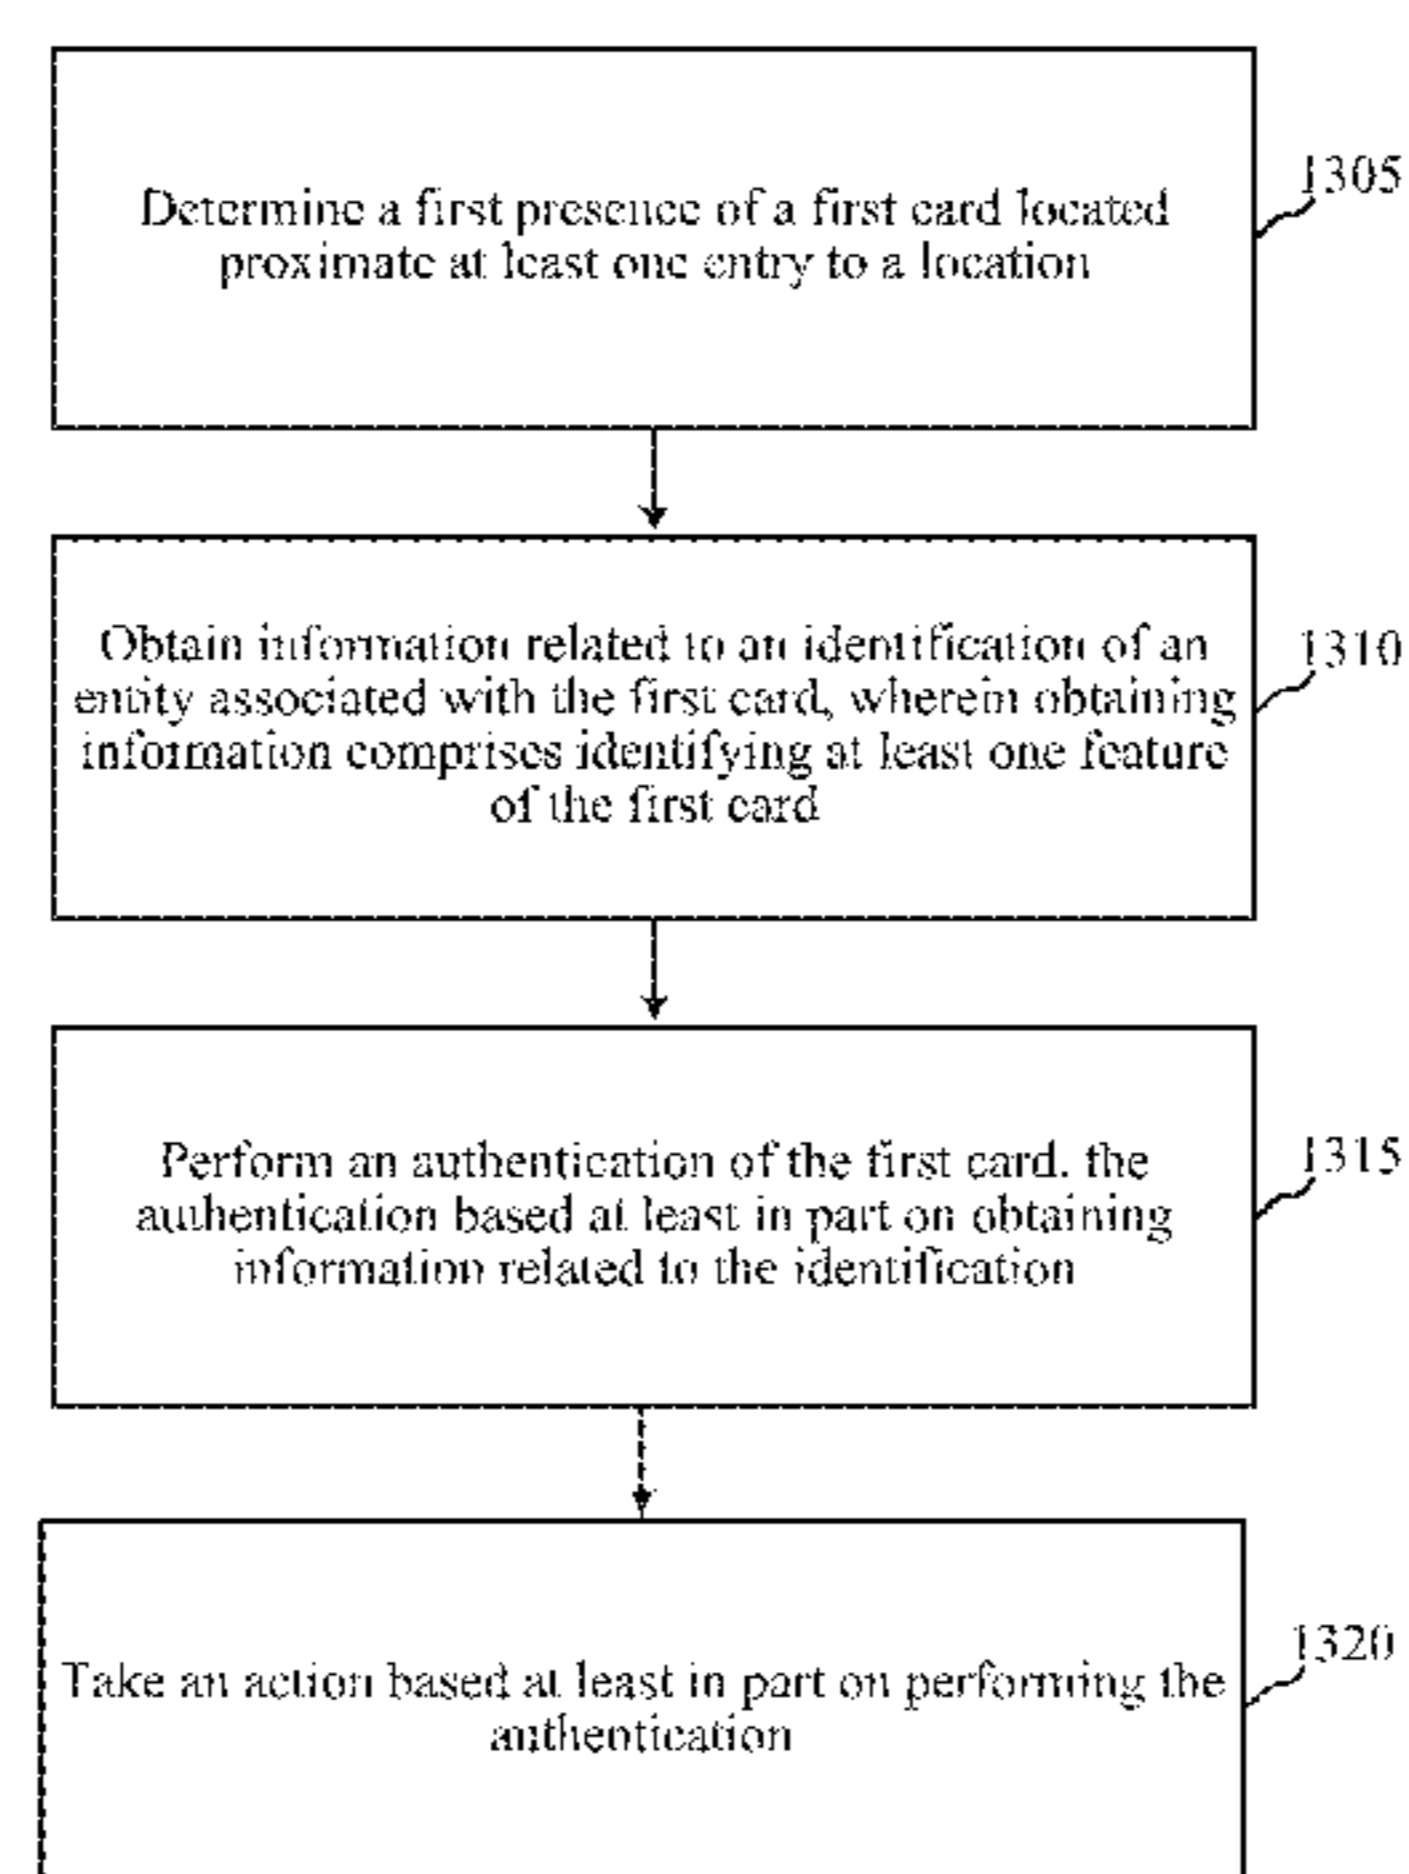 Determine a first presence of a first card located
proximate at least one entry to a location
1305
Obtain information related to an identification of an
entity associated with the first card, wherein obtaining
information comprises identifying at least one feature
of the first card
1310
Perform an authentication of the first card. the
authentication based at least in part on obtaining
information related to the identification
1315
Take an action based at least in part on performing the
authentication
1320